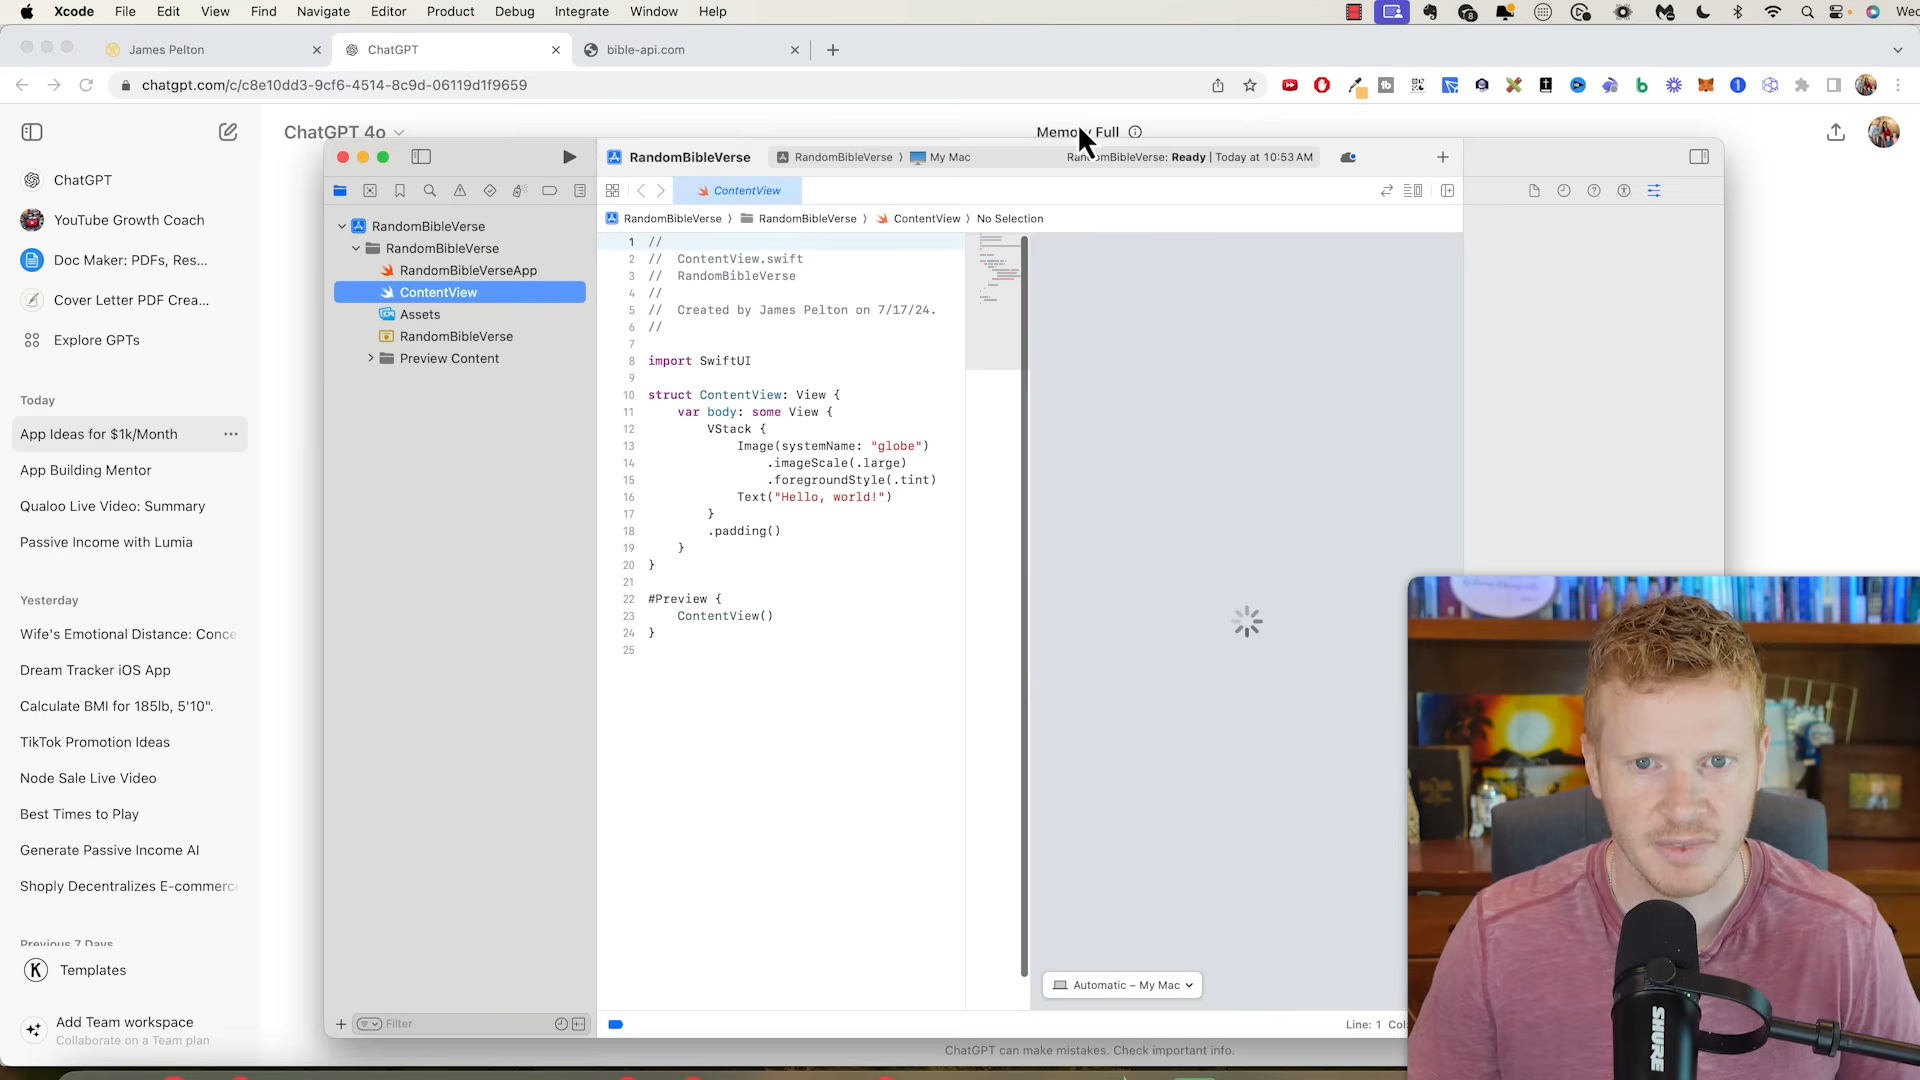 Xcode File Edit View Find Navigate Editor Product Debug Integrate Window Help
Wed
James Pelton
ChatGPT
bible-api.com
chatgpt.com/c/c8e10dd3-9cf6-4514-8c9d-06119d1f9659
ChatGPT 4o
Memory Full
ChatGPT
YouTube Growth Coach
Doc Maker: PDFs, Res...
Cover Letter PDF Crea...
Explore GPTs
Today
App Ideas for $1k/Month
App Building Mentor
Qualoo Live Video: Summary
Passive Income with Lumia
Yesterday
Wife's Emotional Distance: Conce
Dream Tracker iOS App
Calculate BMI for 185lb, 5'10".
TikTok Promotion Ideas
Node Sale Live Video
Best Times to Play
Generate Passive Income AI
Shoply Decentralizes E-commerc
Previous 7 Days
Templates
Add Team workspace
Collaborate on a Team plan
RandomBibleVerse
RandomBibleVerse
RandomBibleVerseApp
ContentView
Assets
RandomBibleVerse
Preview Content
Filter
RandomBibleVerse
RandomBibleVerse ⟩ My Mac
RandomBibleVerse: Ready | Today at 10:53 AM
ContentView
RandomBibleVerse ⟩ RandomBibleVerse ⟩ ContentView ⟩ No Selection
1 //
2 //  ContentView.swift
3 //  RandomBibleVerse
4 //
5 //  Created by James Pelton on 7/17/24.
6 //
7
8 import SwiftUI
9
10 struct ContentView: View {
11     var body: some View {
12         VStack {
13             Image(systemName: "globe")
14                 .imageScale(.large)
15                 .foregroundStyle(.tint)
16             Text("Hello, world!")
17         }
18         .padding()
19     }
20 }
21
22 #Preview {
23     ContentView()
24 }
25
Automatic – My Mac
Line: 1 Col:
ChatGPT can make mistakes. Check important info.
SHURE